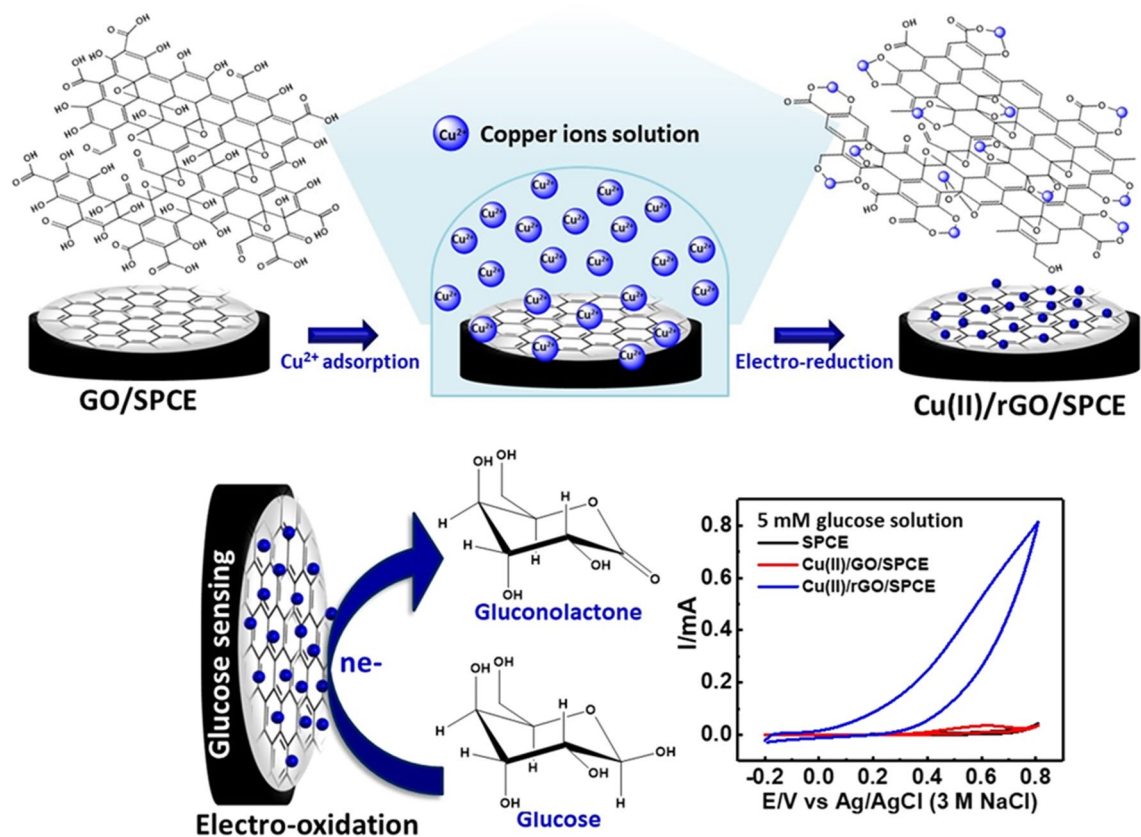 Cu²⁺ Copper ions solution
GO/SPCE
Cu²⁺ adsorption
Electro-reduction
Cu(II)/rGO/SPCE
Glucose sensing
Electro-oxidation
ne-
Gluconolactone
Glucose
5 mM glucose solution
SPCE
Cu(II)/GO/SPCE
Cu(II)/rGO/SPCE
I/mA
0.8
0.6
0.4
0.2
0.0
-0.2 0.0 0.2 0.4 0.6 0.8
E/V vs Ag/AgCl (3 M NaCl)